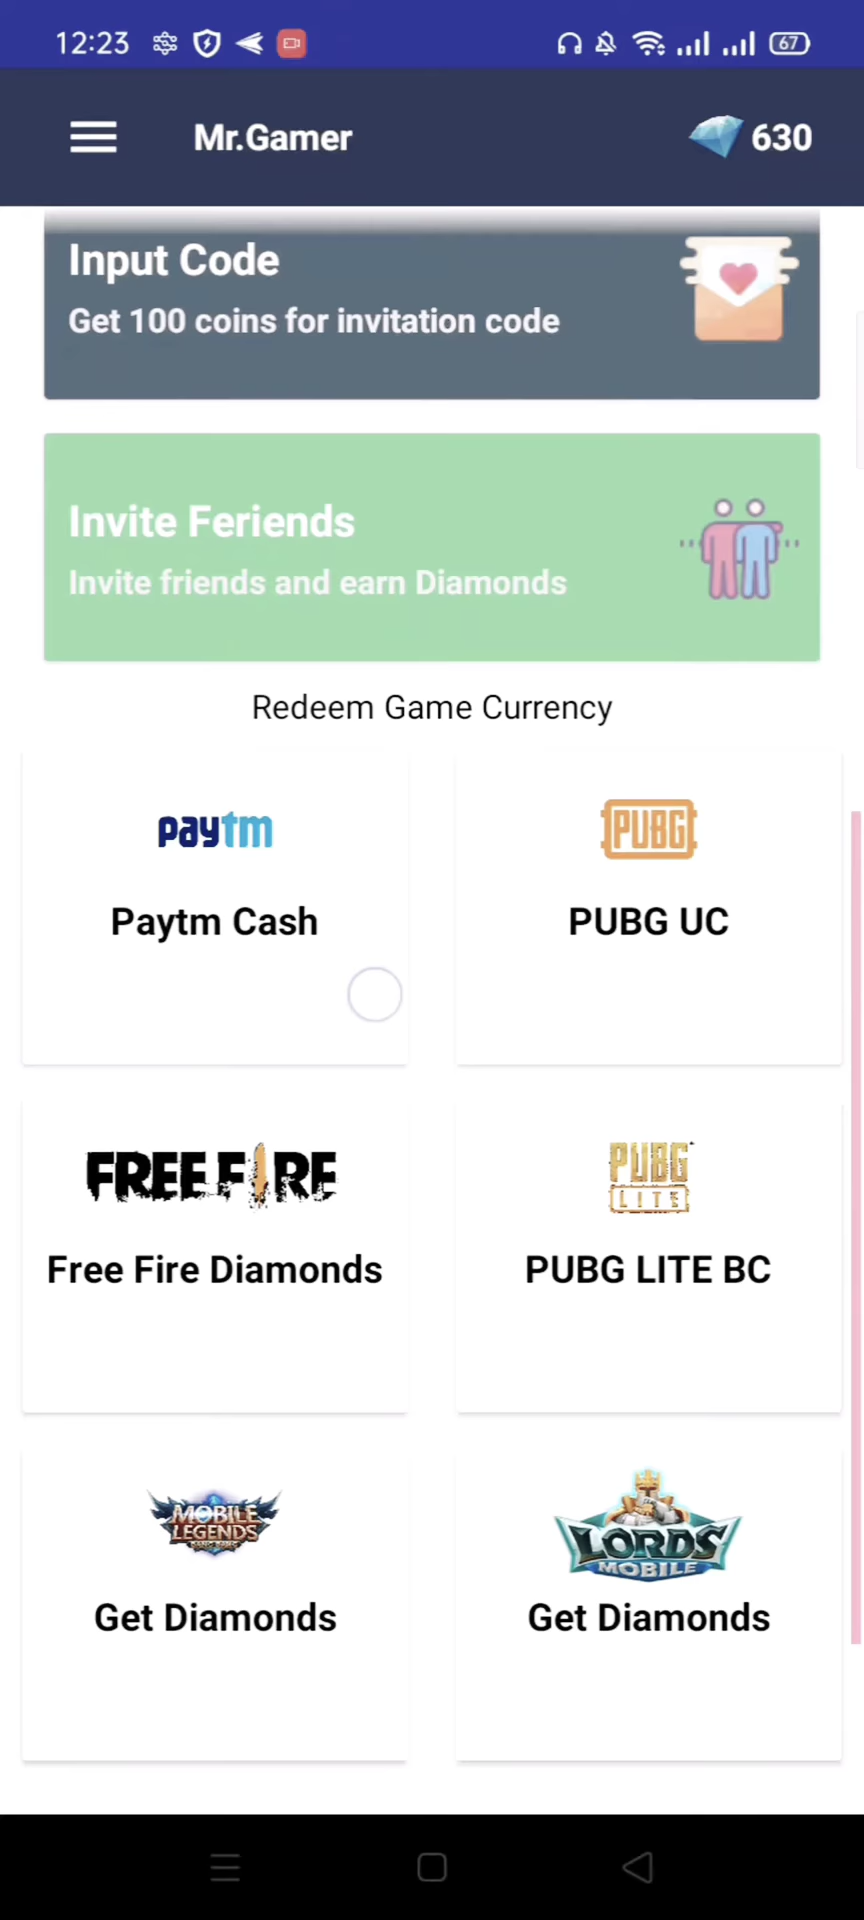 12:23
67
Mr.Gamer
630
Input Code
Get 100 coins for invitation code
Invite Feriends
Invite friends and earn Diamonds
Redeem Game Currency
paytm
PUBG
Paytm Cash
PUBG UC
FREE FIRE
PUBG
LITE
Free Fire Diamonds
PUBG LITE BC
MOBILE
LEGENDS
BANG BANG
LORDS
MOBILE
Get Diamonds
Get Diamonds